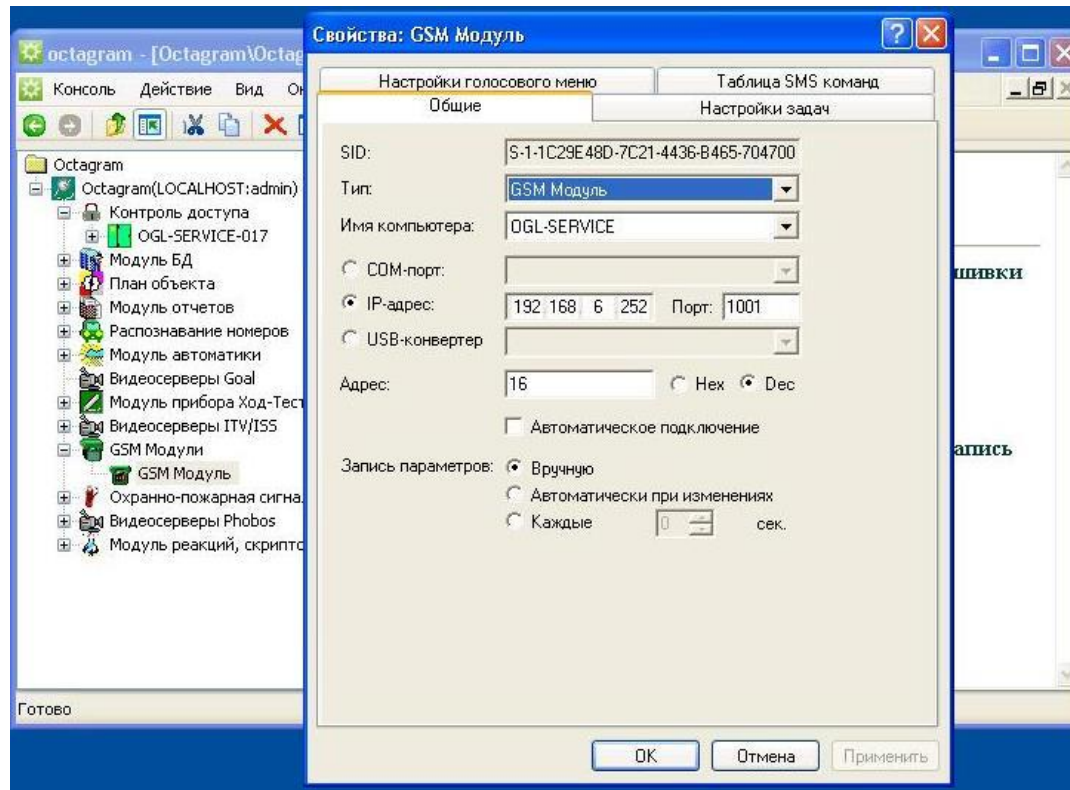 octagram - [Octagram\Octag
Консоль Действие Вид
Octagram
Octagram(LOCALHOST:admin)
Контроль доступа
OGL-SERVICE-017
Модуль БД
План объекта
Модуль отчетов
Распознавание номеров
Модуль автоматики
Видеосерверы Goal
Модуль прибора Ход-Тест
Видеосерверы ITV/ISS
GSM Модули
GSM Модуль
Охранно-пожарная сигна
Видеосерверы Phobos
Модуль реакций, скрипто
Готово
Свойства: GSM Модуль
Настройки голосового меню
Таблица SMS команд
Общие
Настройки задач
SID: S-1-1C29E48D-7C21-4436-B465-704700
Тип: GSM Модуль
Имя компьютера: OGL-SERVICE
COM-порт:
IP-адрес: 192 168 6 252 Порт: 1001
USB-конвертер
Адрес: 16 Hex Dec
Автоматическое подключение
Запись параметров: Вручную
Автоматически при изменениях
Каждые 0 сек.
OK Отмена Применить
шивки
апись